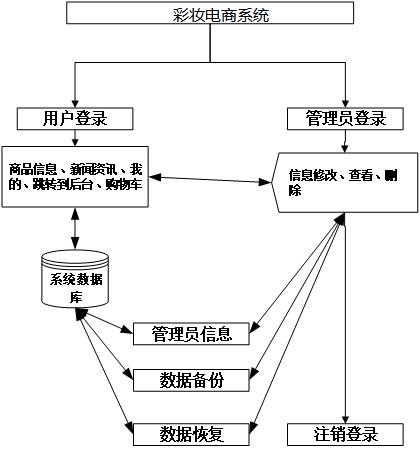 彩妆电商系统
用户登录
管理员登录
商品信息、新闻资讯、我
的、跳转到后台、购物车
信息修改、查看、删
除
系统数据
库
管理员信息
数据备份
数据恢复
注销登录